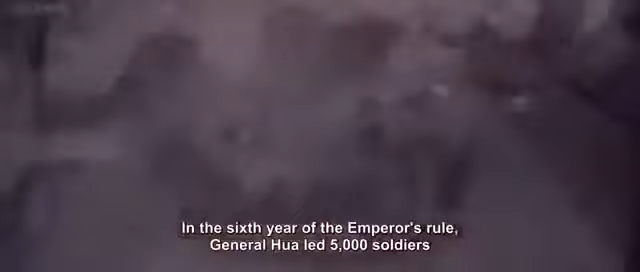 In the sixth year of the Emperor's rule,
General Hua led 5,000 soldiers